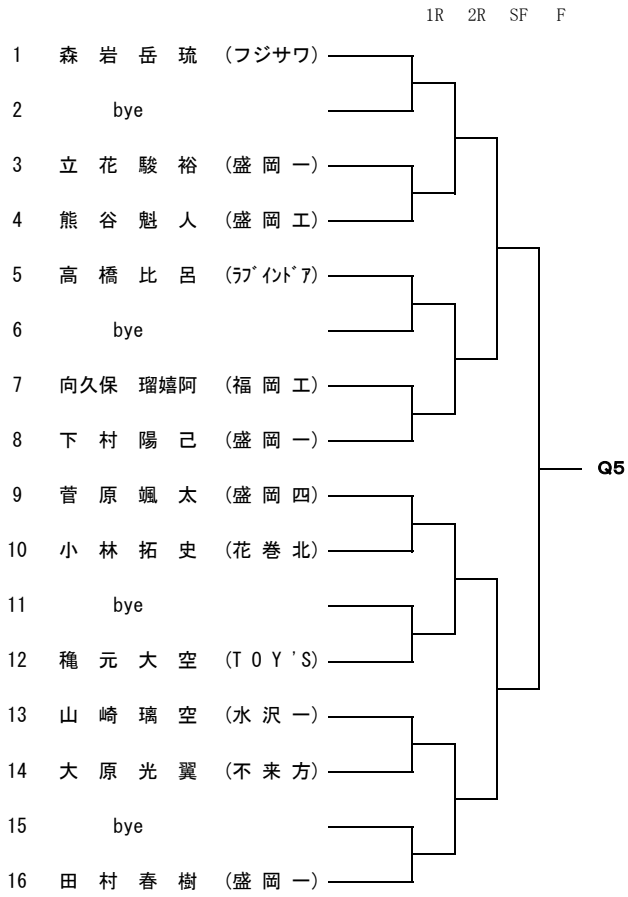 1R 2R SF F
1 森 岩 岳 琉 (フジサワ)
2 bye
3 立 花 駿 裕 (盛 岡 一)
4 熊 谷 魁 人 (盛 岡 工)
5 高 橋 比 呂 (ﾗﾌﾞｲﾝﾄﾞｱ)
6 bye
7 向久保 瑠嬉阿 (福 岡 工)
8 下 村 陽 己 (盛 岡 一)
Q5
9 菅 原 颯 太 (盛 岡 四)
10 小 林 拓 史 (花 巻 北)
11 bye
12 穐 元 大 空 (T O Y 'S)
13 山 崎 璃 空 (水 沢 一)
14 大 原 光 翼 (不 来 方)
15 bye
16 田 村 春 樹 (盛 岡 一)